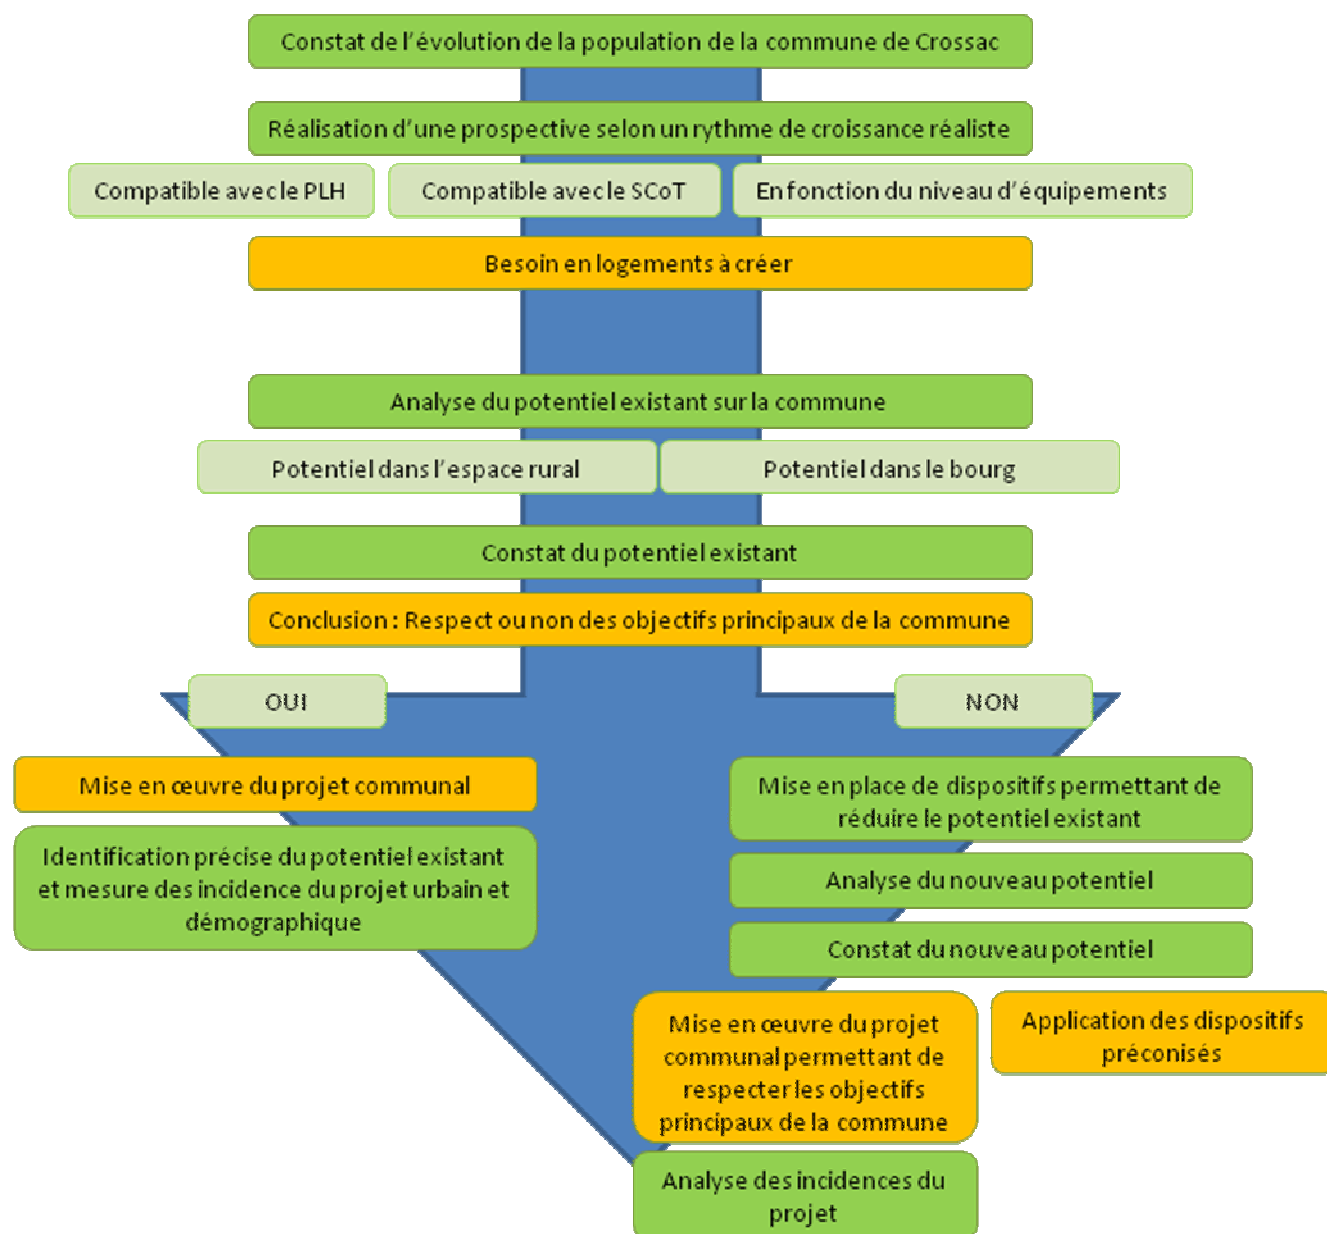 Constat de l'évolution de la population de la commune de Crossac
Réalisation d'une prospective selon un rythme de croissance réaliste
Compatible avec le PLH
Compatible avec le SCoT
En fonction du niveau d'équipements
Besoin en logements à créer
Analyse du potentiel existant sur la commune
Potentiel dans l'espace rural
Potentiel dans le bourg
Constat du potentiel existant
Conclusion : Respect ou non des objectifs principaux de la commune
OUI
Mise en œuvre du projet communal
Identification précise du potentiel existant
et mesure des incidence du projet urbain et
démographique
NON
Mise en place de dispositifs permettant de
réduire le potentiel existant
Analyse du nouveau potentiel
Constat du nouveau potentiel
Mise en œuvre du projet
communal permettant de
respecter les objectifs
principaux de la commune
Application des dispositifs
préconisés
Analyse des incidences du
projet